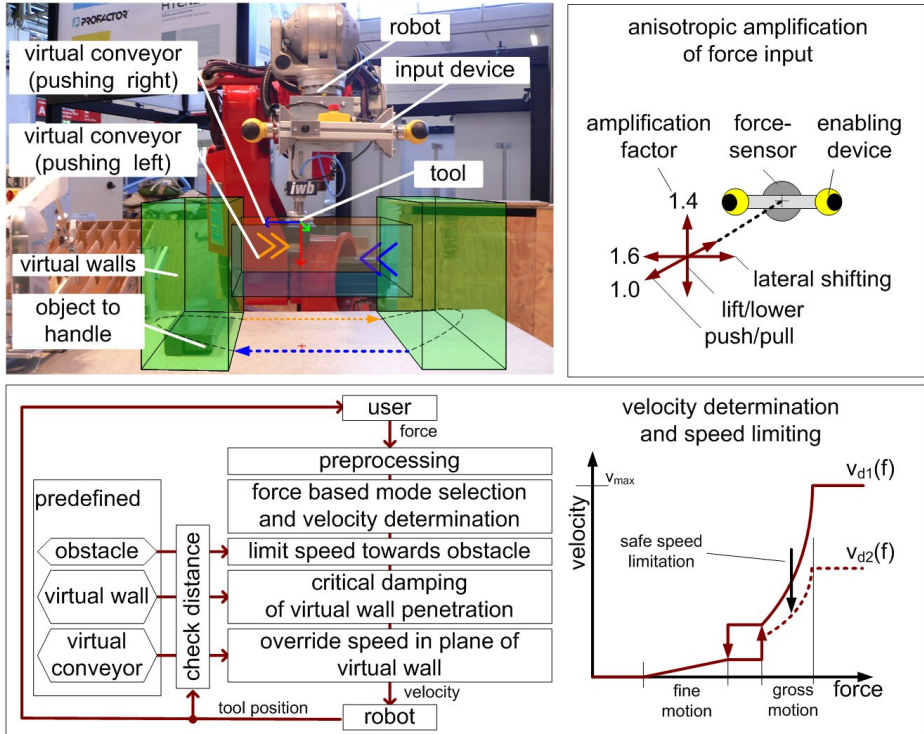 PROFACTOR
virtual conveyor
(pushing right)
virtual conveyor
(pushing left)
robot
input device
iwb
tool
virtual walls
object to
handle
anisotropic amplification
of force input
amplification
factor
force-
sensor
enabling
device
1.4
1.6
1.0
lateral shifting
lift/lower
push/pull
user
force
preprocessing
force based mode selection
and velocity determination
predefined
obstacle
limit speed towards obstacle
virtual wall
critical damping
of virtual wall penetration
virtual
conveyor
check distance
override speed in plane of
virtual wall
velocity
tool position
robot
velocity determination
and speed limiting
velocity
vmax
vd1(f)
safe speed
limitation
vd2(f)
fine
motion
gross
motion
force